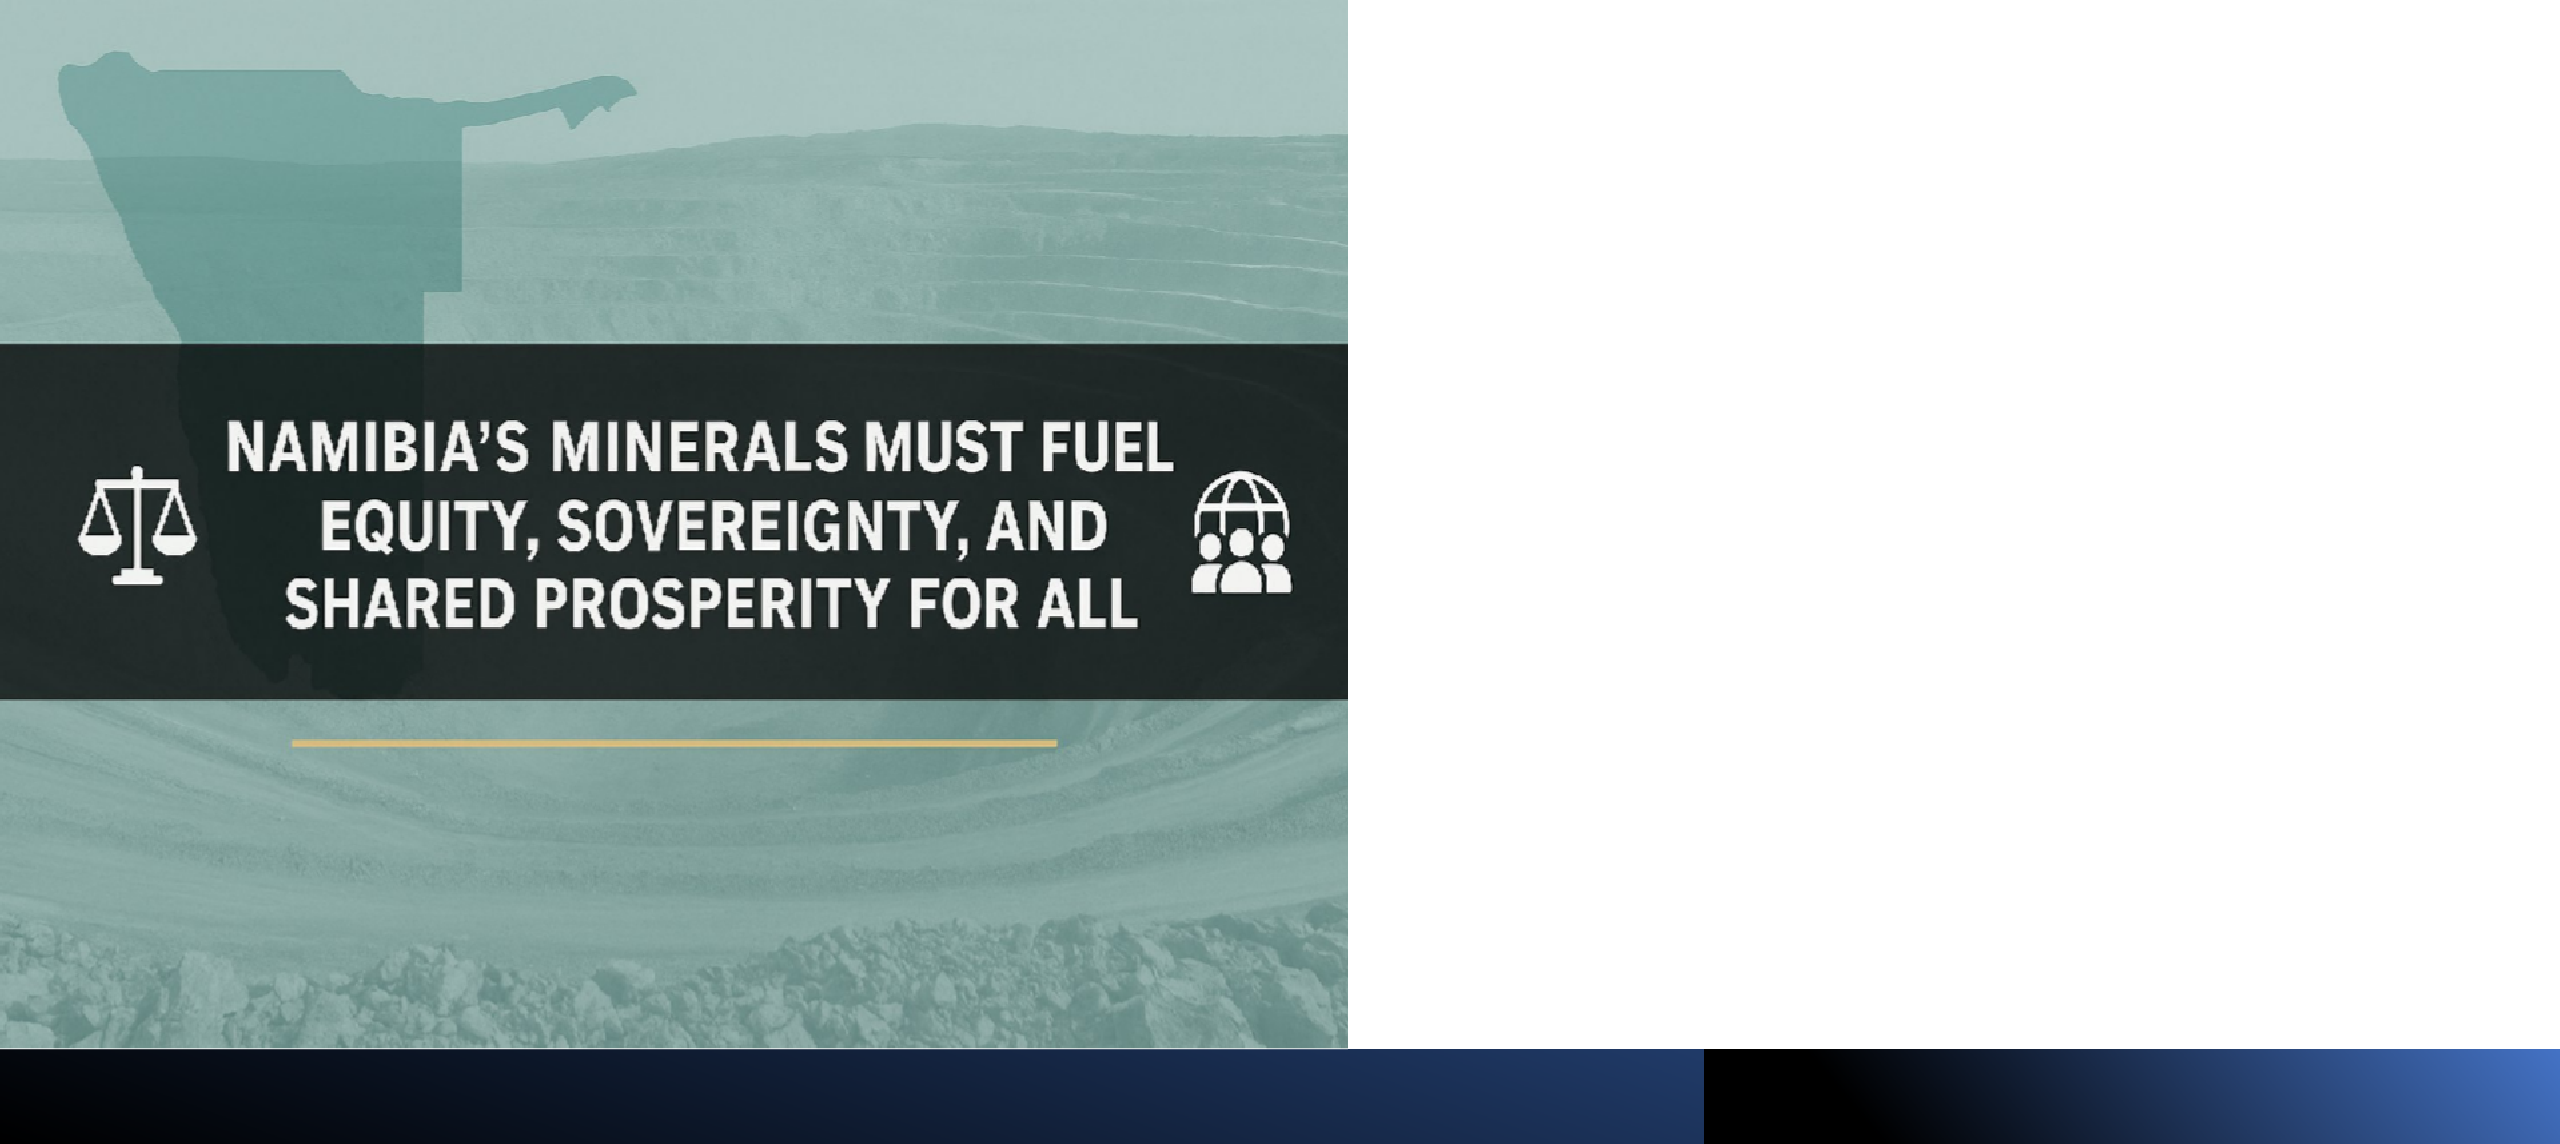 NAMIBIA’S MINERALS MUST FUEL
EQUITY, SOVEREIGNTY, AND
SHARED PROSPERITY FOR ALL